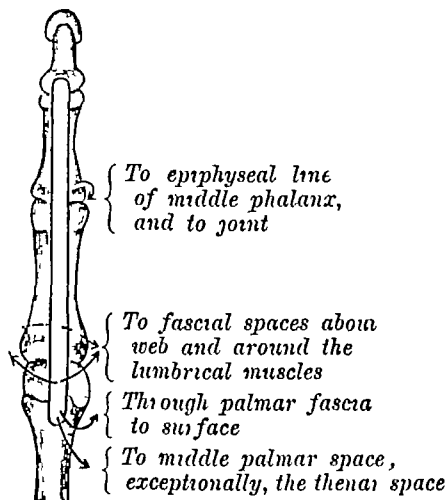 To epiphyseal line
of middle phalanx,
and to joint
To fascial spaces about
web and around the
lumbrical muscles
Through palmar fascia
to surface
To middle palmar space,
exceptionally, the thenar space